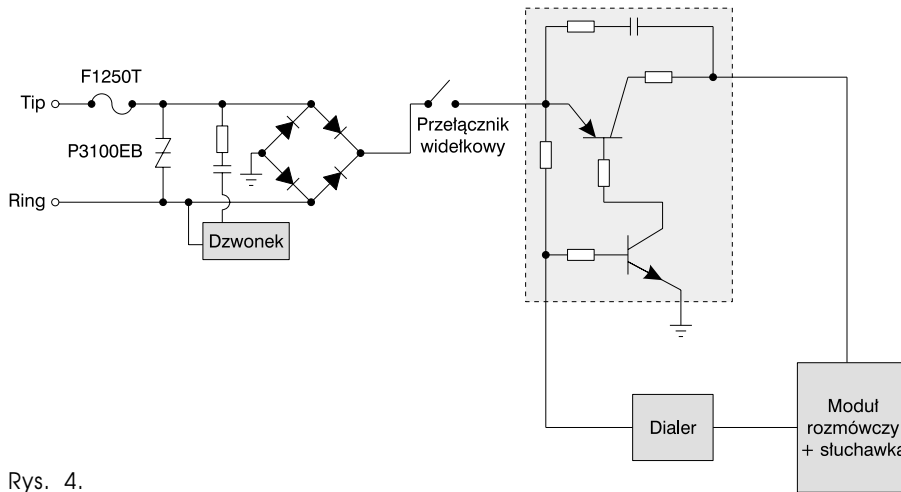 F1250T
Tip
P3100EB
Przełącznik
widełkowy
Ring
Dzwonek
Dialer
Moduł
rozmówczy
+ słuchawka
Rys. 4.